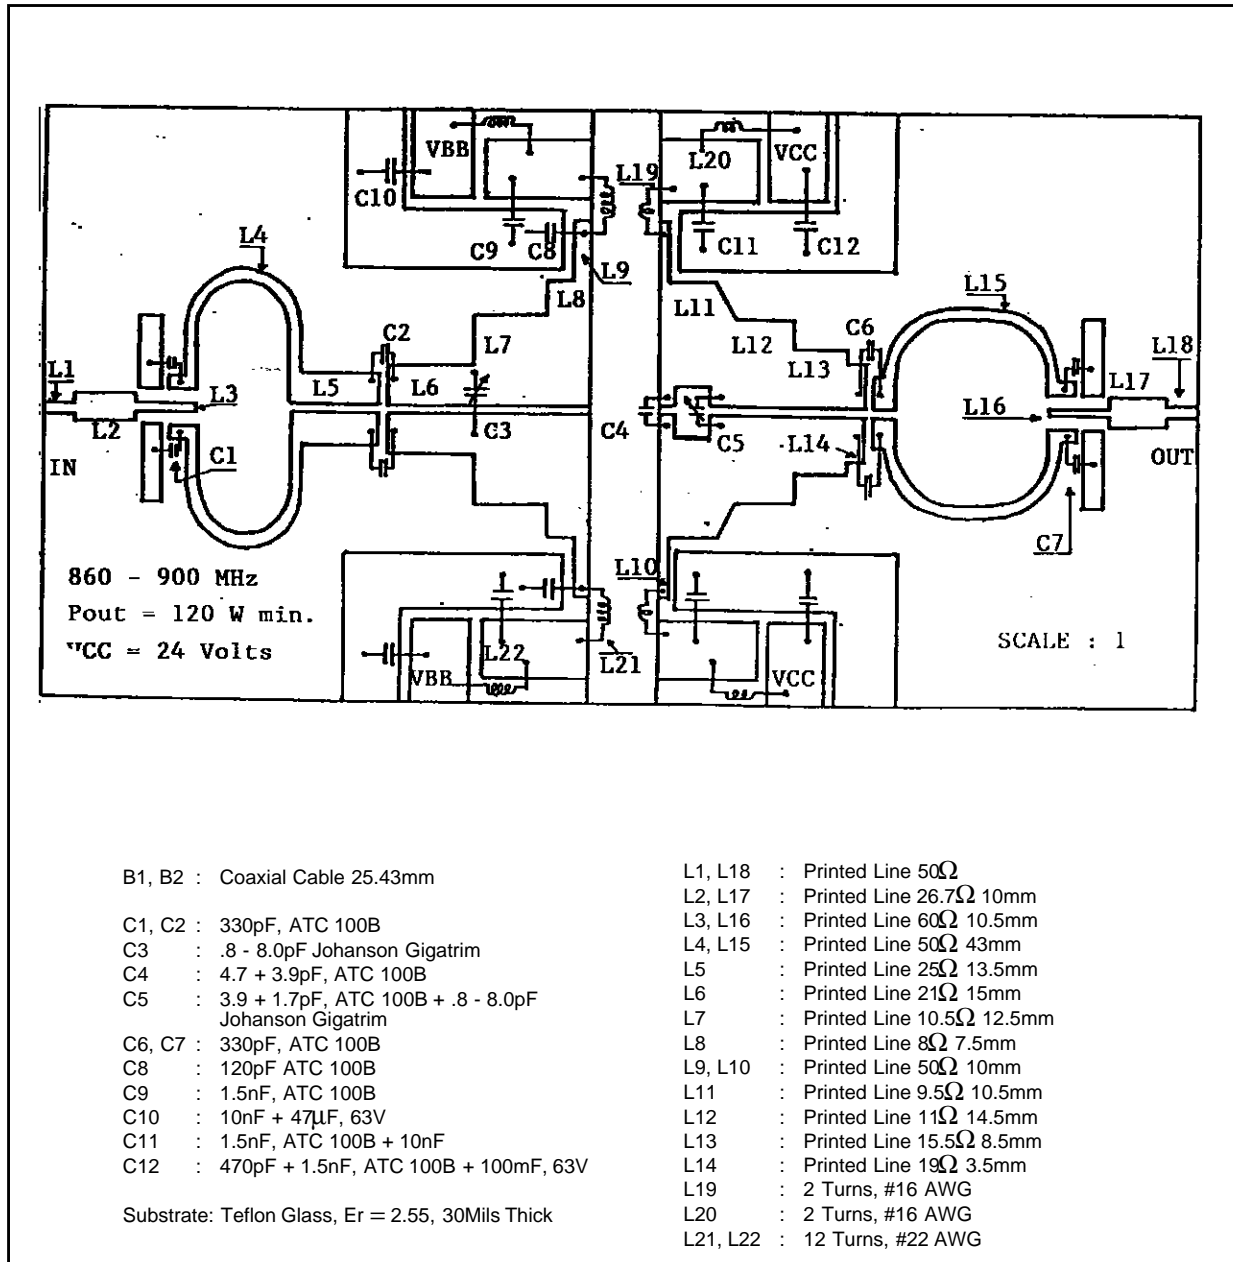 VBB
L20
VCC
L19
C10
C9
C8
C11
C12
L4
L9
L8
L11
L15
C2
L7
L12
C6
L18
L1
L5
L6
L13
L17
L3
L16
L2
C3
C4
C5
L14
IN
C1
OUT
C7
860 - 900 MHz
L10
Pout = 120 W min.
"CC = 24 Volts
L22
L21
SCALE : 1
VBB
VCC
B1, B2 : Coaxial Cable 25.43mm
C1, C2 : 330pF, ATC 100B
C3 : .8 - 8.0pF Johanson Gigatrim
C4 : 4.7 + 3.9pF, ATC 100B
C5 : 3.9 + 1.7pF, ATC 100B + .8 - 8.0pF
Johanson Gigatrim
C6, C7 : 330pF, ATC 100B
C8 : 120pF ATC 100B
C9 : 1.5nF, ATC 100B
C10 : 10nF + 47μF, 63V
C11 : 1.5nF, ATC 100B + 10nF
C12 : 470pF + 1.5nF, ATC 100B + 100mF, 63V
Substrate: Teflon Glass, Er = 2.55, 30Mils Thick
L1, L18 : Printed Line 50Ω
L2, L17 : Printed Line 26.7Ω 10mm
L3, L16 : Printed Line 60Ω 10.5mm
L4, L15 : Printed Line 50Ω 43mm
L5 : Printed Line 25Ω 13.5mm
L6 : Printed Line 21Ω 15mm
L7 : Printed Line 10.5Ω 12.5mm
L8 : Printed Line 8Ω 7.5mm
L9, L10 : Printed Line 50Ω 10mm
L11 : Printed Line 9.5Ω 10.5mm
L12 : Printed Line 11Ω 14.5mm
L13 : Printed Line 15.5Ω 8.5mm
L14 : Printed Line 19Ω 3.5mm
L19 : 2 Turns, #16 AWG
L20 : 2 Turns, #16 AWG
L21, L22 : 12 Turns, #22 AWG